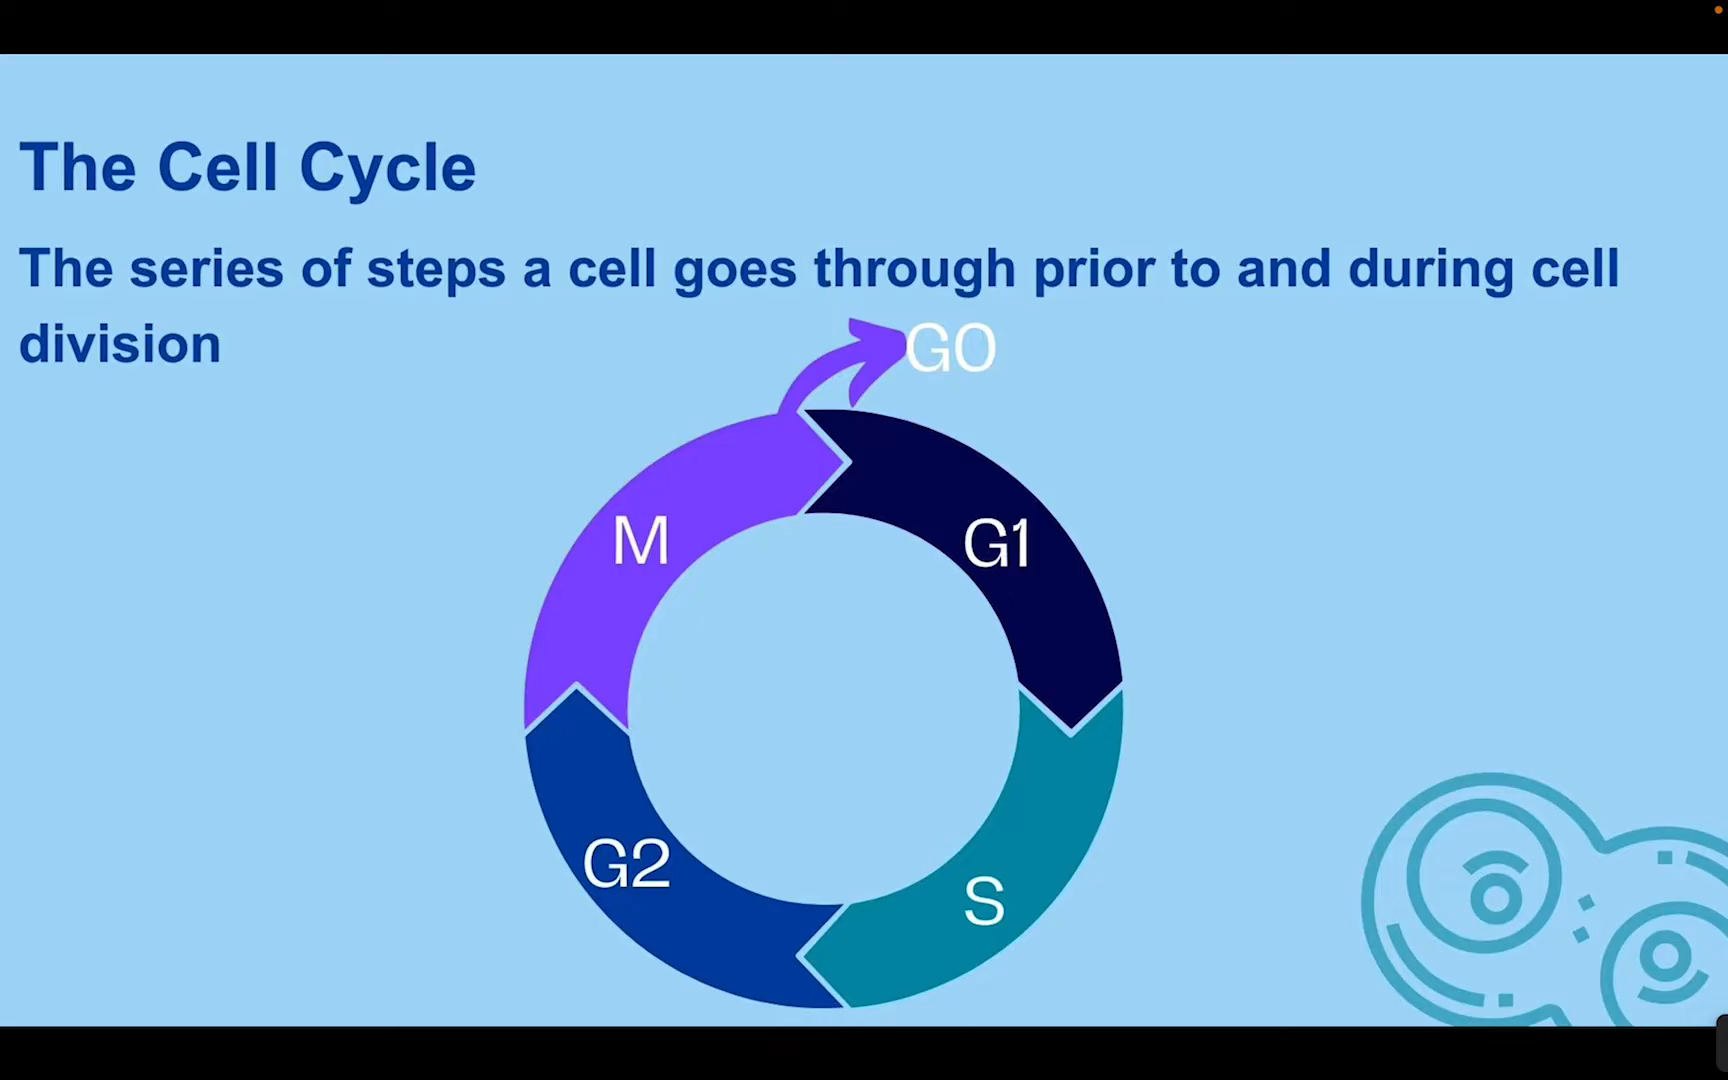 The Cell Cycle
The series of steps a cell goes through prior to and during cell
division
G0
M
G1
G2
S